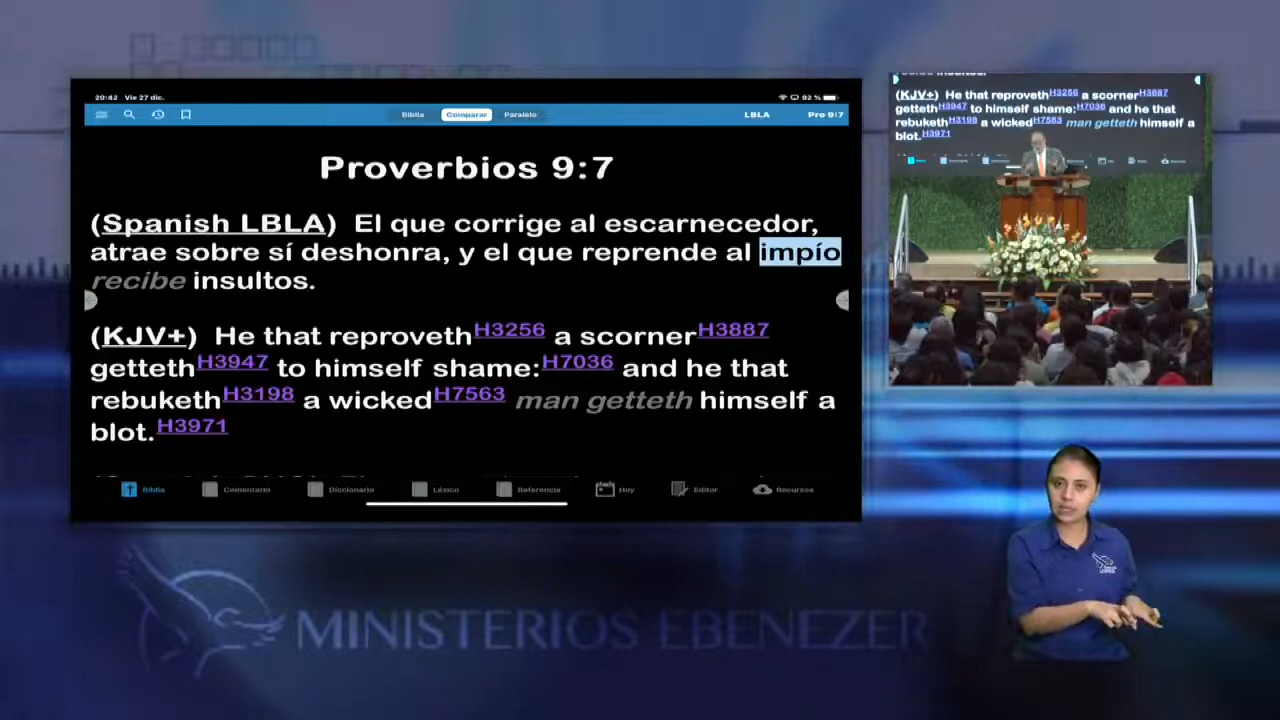 20:42 Vie 27 dic.
92 %
Biblia Comparar Paralelo LBLA Pro 9:7
Proverbios 9:7
(Spanish LBLA) El que corrige al escarnecedor,
atrae sobre sí deshonra, y el que reprende al impío
recibe insultos.
(KJV+) He that reproveth H3256 a scorner H3887
getteth H3947 to himself shame: H7036 and he that
rebuketh H3198 a wicked H7563 man getteth himself a
blot. H3971
Biblia Comentario Diccionario Léxico Referencia Hoy Editar Recursos
insultos.
(KJV+) He that reproveth H3256 a scorner H3887
getteth H3947 to himself shame: H7036 and he that
rebuketh H3198 a wicked H7563 man getteth himself a
blot. H3971
MINISTERIOS EBENEZER